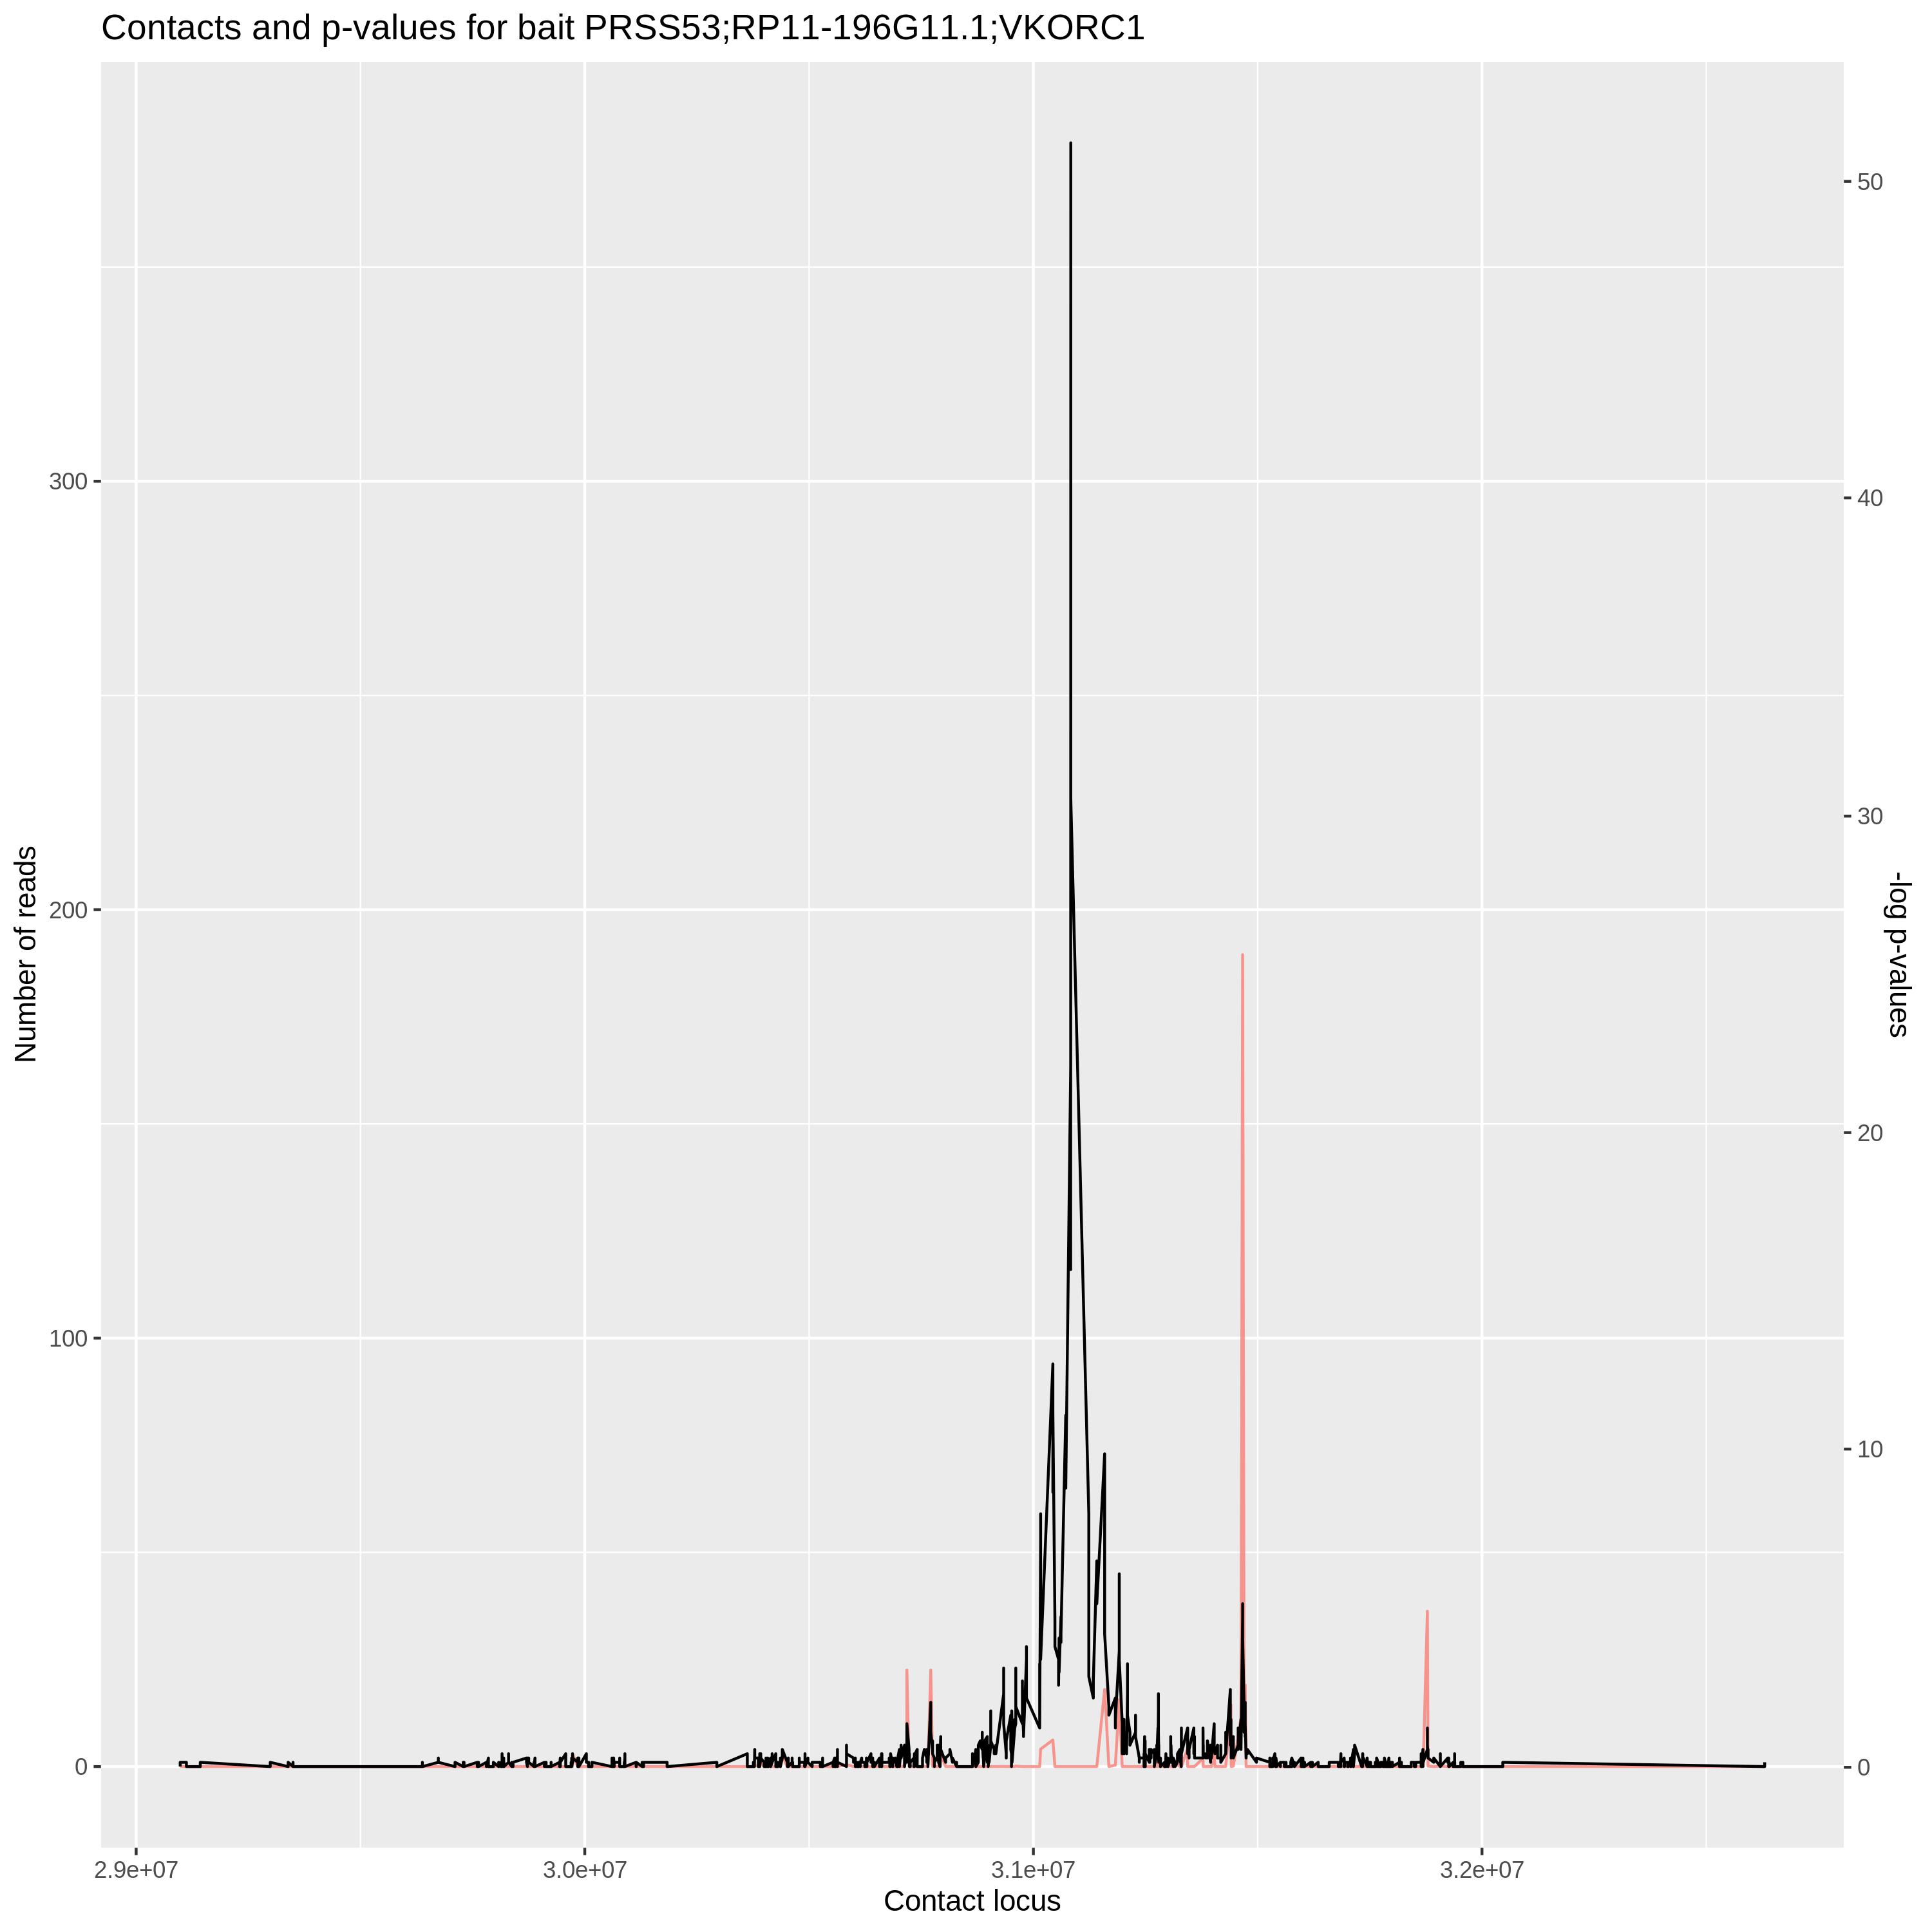 Contacts and p-values for bait PRSS53;RP11-196G11.1;VKORC1
Number of reads
300
200
100
0
50
40
30
20
10
0
-log p-values
2.9e+07 3.0e+07 3.1e+07 3.2e+07
Contact locus